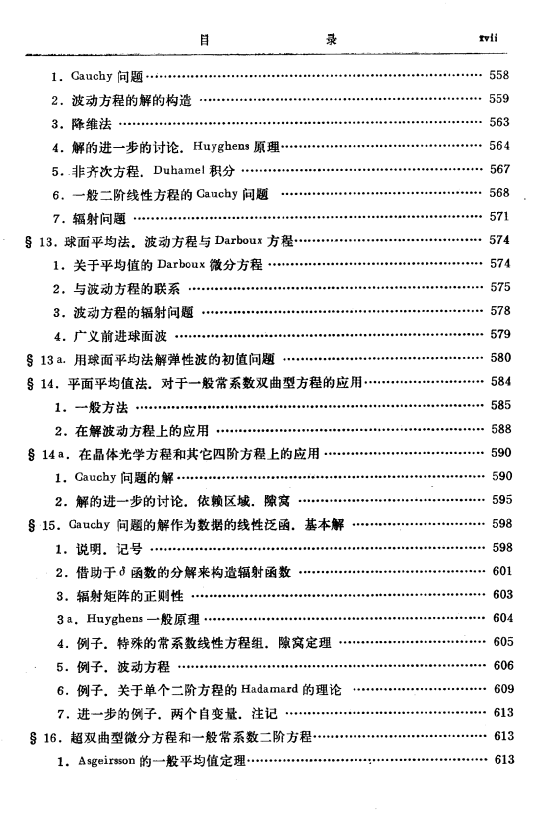 目 录 xvii
1. Cauchy 问题 …… 558
2. 波动方程的解的构造 …… 559
3. 降维法 …… 563
4. 解的进一步的讨论. Huyghens 原理 …… 564
5. 非齐次方程. Duhamel 积分 …… 567
6. 一般二阶线性方程的 Cauchy 问题 …… 568
7. 辐射问题 …… 571
§ 13. 球面平均法. 波动方程与 Darboux 方程 …… 574
1. 关于平均值的 Darboux 微分方程 …… 574
2. 与波动方程的联系 …… 575
3. 波动方程的辐射问题 …… 578
4. 广义前进球面波 …… 579
§ 13 a. 用球面平均法解弹性波的初值问题 …… 580
§ 14. 平面平均值法. 对于一般常系数双曲型方程的应用 …… 584
1. 一般方法 …… 585
2. 在解波动方程上的应用 …… 588
§ 14 a. 在晶体光学方程和其它四阶方程上的应用 …… 590
1. Cauchy 问题的解 …… 590
2. 解的进一步的讨论. 依赖区域. 隙窝 …… 595
§ 15. Cauchy 问题的解作为数据的线性泛函. 基本解 …… 598
1. 说明. 记号 …… 598
2. 借助于 δ 函数的分解来构造辐射函数 …… 601
3. 辐射矩阵的正则性 …… 603
3 a. Huyghens 一般原理 …… 604
4. 例子. 特殊的常系数线性方程组. 隙窝定理 …… 605
5. 例子. 波动方程 …… 606
6. 例子. 关于单个二阶方程的 Hadamard 的理论 …… 609
7. 进一步的例子. 两个自变量. 注记 …… 613
§ 16. 超双曲型微分方程和一般常系数二阶方程 …… 613
1. Asgeirsson 的一般平均值定理 …… 613